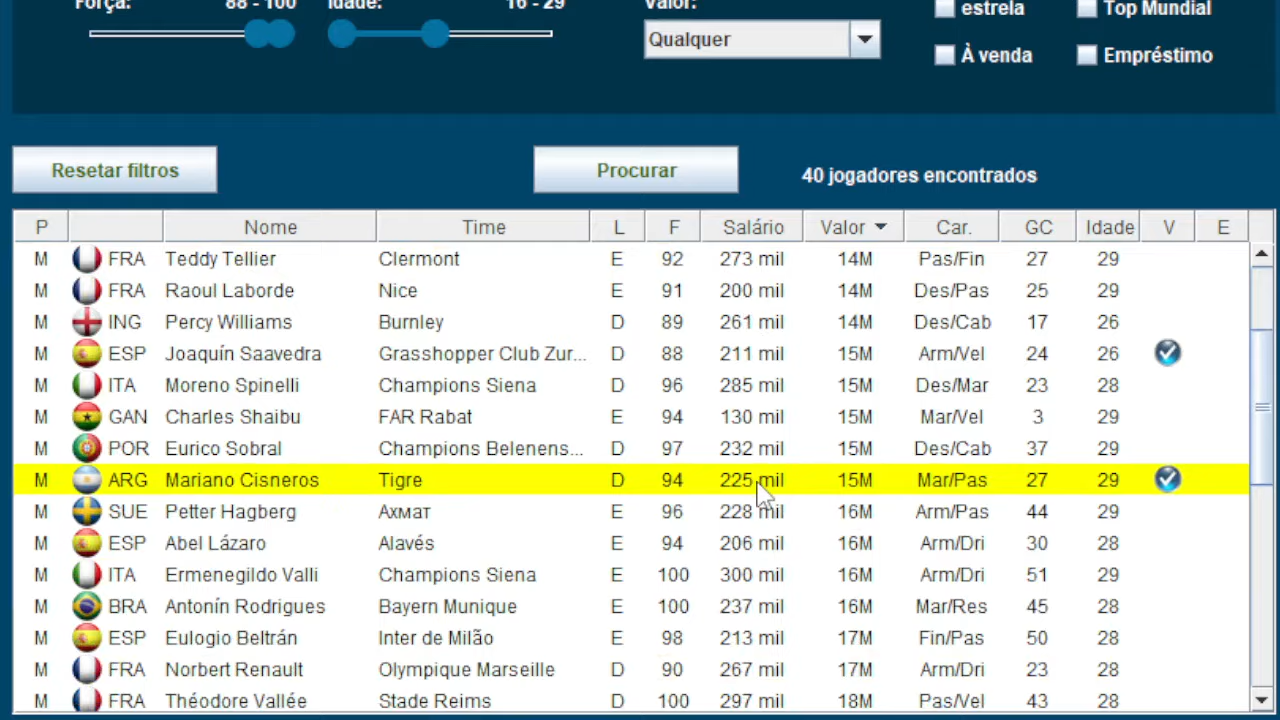 Força: 88 - 100 Idade: 16 - 29 Valor: estrela Top Mundial
Qualquer À venda Empréstimo
Resetar filtros Procurar 40 jogadores encontrados
P Nome Time L F Salário Valor Car. GC Idade V E
M FRA Teddy Tellier Clermont E 92 273 mil 14M Pas/Fin 27 29
M FRA Raoul Laborde Nice E 91 200 mil 14M Des/Pas 25 29
M ING Percy Williams Burnley D 89 261 mil 14M Des/Cab 17 26
M ESP Joaquín Saavedra Grasshopper Club Zur... D 88 211 mil 15M Arm/Vel 24 26
M ITA Moreno Spinelli Champions Siena D 96 285 mil 15M Des/Mar 23 28
M GAN Charles Shaibu FAR Rabat E 94 130 mil 15M Mar/Vel 3 29
M POR Eurico Sobral Champions Belenens... D 97 232 mil 15M Des/Cab 37 29
M ARG Mariano Cisneros Tigre D 94 225 mil 15M Mar/Pas 27 29
M SUE Petter Hagberg Ахмат E 96 228 mil 16M Arm/Pas 44 29
M ESP Abel Lázaro Alavés E 94 206 mil 16M Arm/Dri 30 28
M ITA Ermenegildo Valli Champions Siena E 100 300 mil 16M Arm/Dri 51 29
M BRA Antonín Rodrigues Bayern Munique E 100 237 mil 16M Mar/Res 45 28
M ESP Eulogio Beltrán Inter de Milão E 98 213 mil 17M Fin/Pas 50 28
M FRA Norbert Renault Olympique Marseille D 90 267 mil 17M Arm/Dri 23 28
M FRA Théodore Vallée Stade Reims D 100 297 mil 18M Pas/Vel 43 28